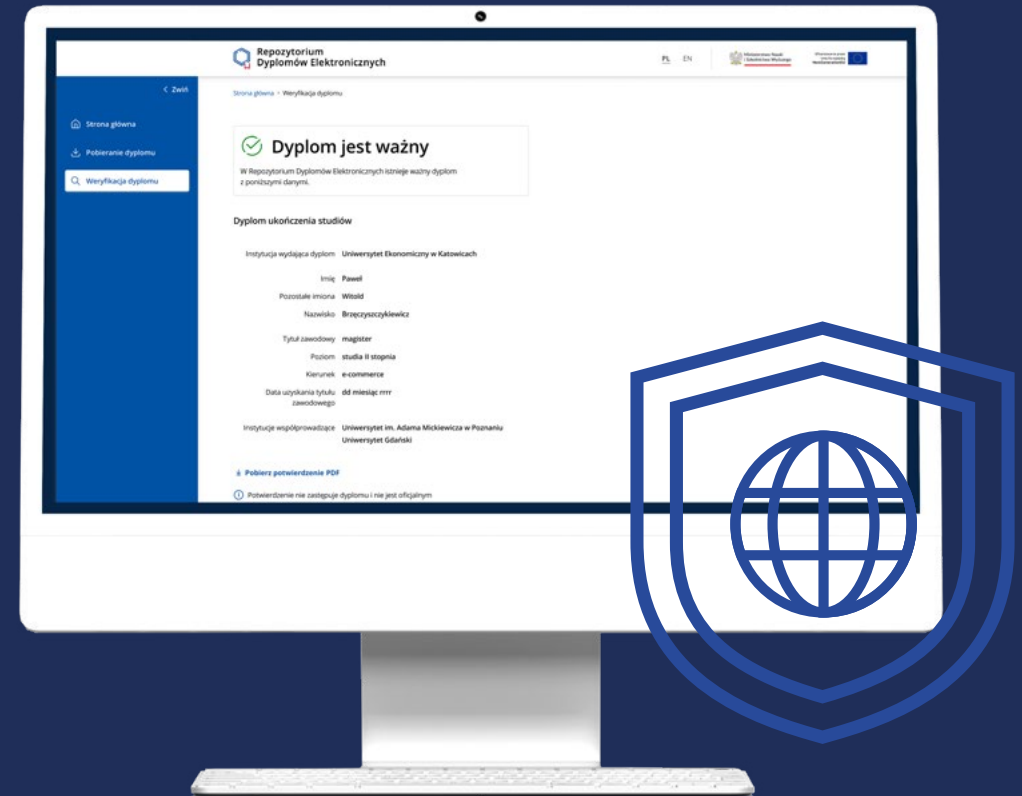 Repozytorium
Dyplomów Elektronicznych
PL EN
Ministerstwo Nauki
i Szkolnictwa Wyższego
< Zwiń
Strona główna > Weryfikacja dyplomu
Strona główna
Pobieranie dyplomu
Weryfikacja dyplomu
Dyplom jest ważny
W Repozytorium Dyplomów Elektronicznych istnieje ważny dyplom
z poniższymi danymi.
Dyplom ukończenia studiów
Instytucja wydająca dyplom Uniwersytet Ekonomiczny w Katowicach
Imię Paweł
Pozostałe imiona Witold
Nazwisko Brzęczyszczykiewicz
Tytuł zawodowy magister
Poziom studia II stopnia
Kierunek e-commerce
Data uzyskania tytułu dd miesiąc rrrr
zawodowego
Instytucje współprowadzące Uniwersytet im. Adama Mickiewicza w Poznaniu
Uniwersytet Gdański
Pobierz potwierdzenie PDF
Potwierdzenie nie zastępuje dyplomu i nie jest oficjalnym